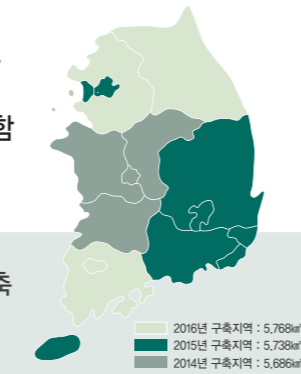 함
축
2016년 구축지역 : 5,768㎢
2015년 구축지역 : 5,738㎢
2014년 구축지역 : 5,686㎢